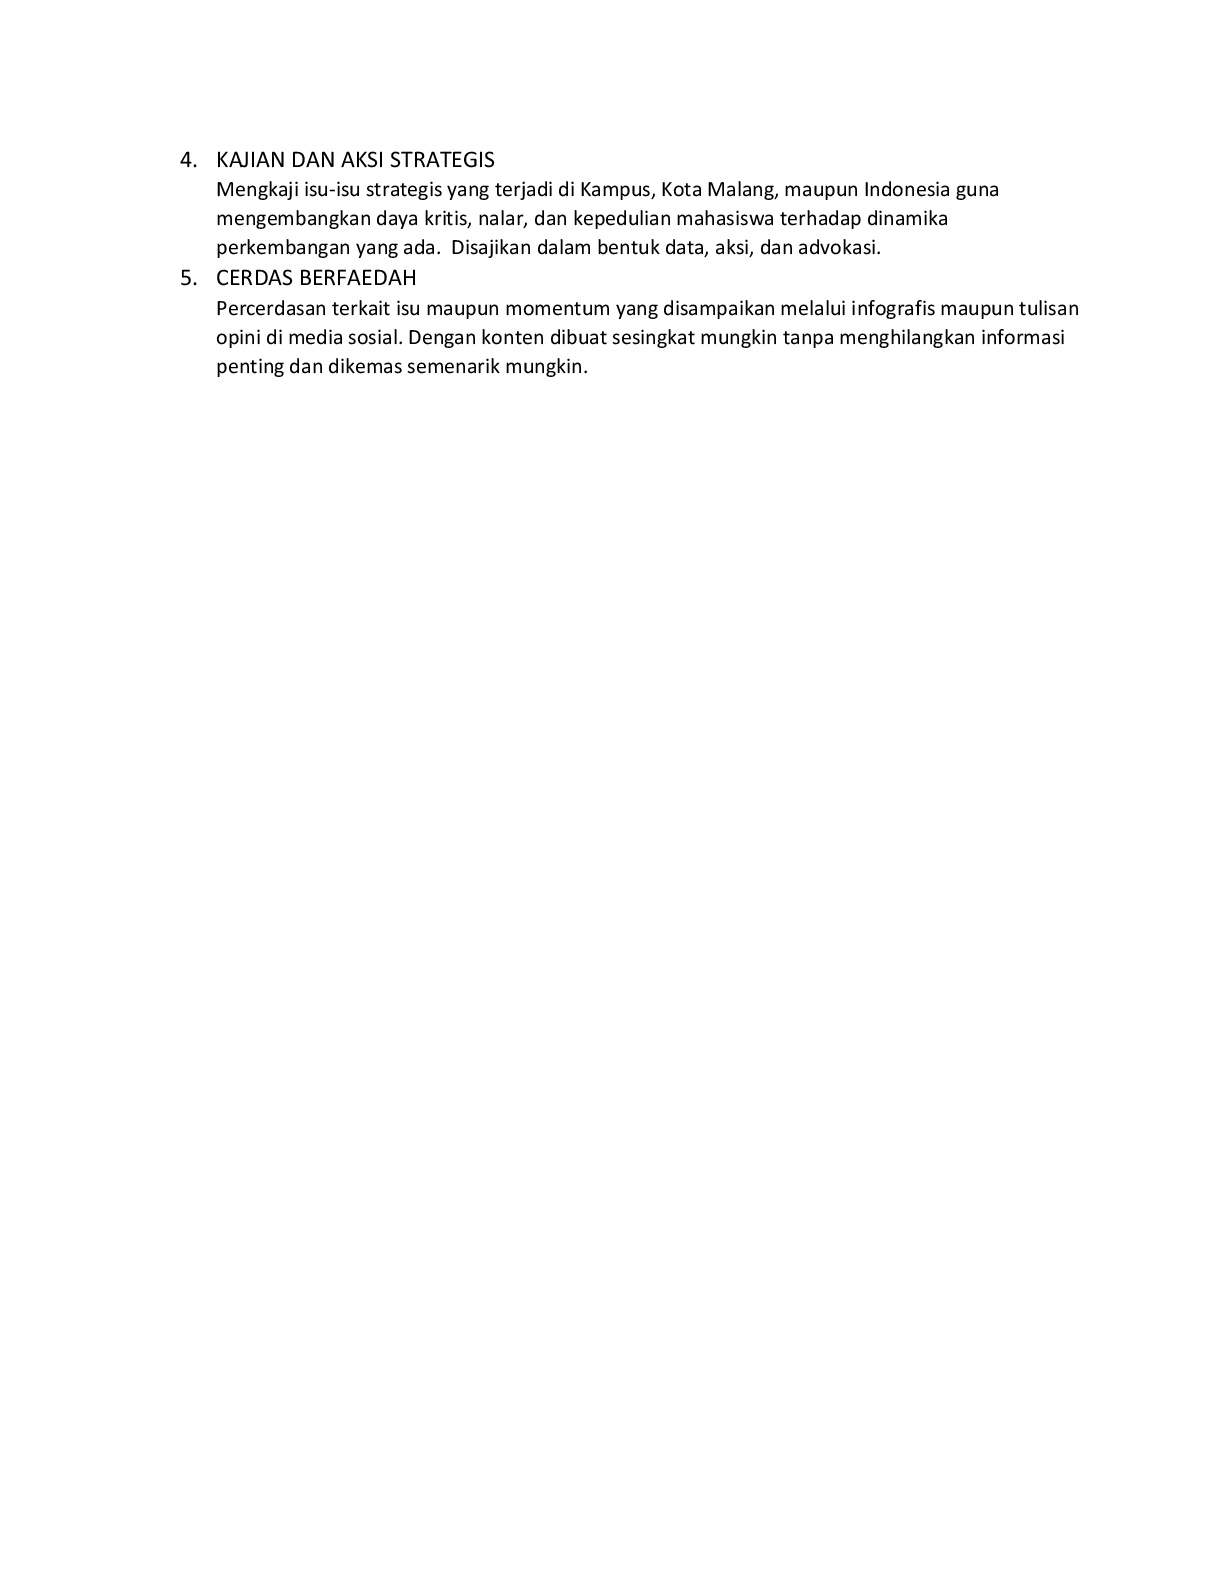 4. KAJIAN DAN AKSI STRATEGIS
Mengkaji isu-isu strategis yang terjadi di Kampus, Kota Malang, maupun Indonesia guna
mengembangkan daya kritis, nalar, dan kepedulian mahasiswa terhadap dinamika
perkembangan yang ada.  Disajikan dalam bentuk data, aksi, dan advokasi.
5. CERDAS BERFAEDAH
Percerdasan terkait isu maupun momentum yang disampaikan melalui infografis maupun tulisan
opini di media sosial. Dengan konten dibuat sesingkat mungkin tanpa menghilangkan informasi
penting dan dikemas semenarik mungkin.